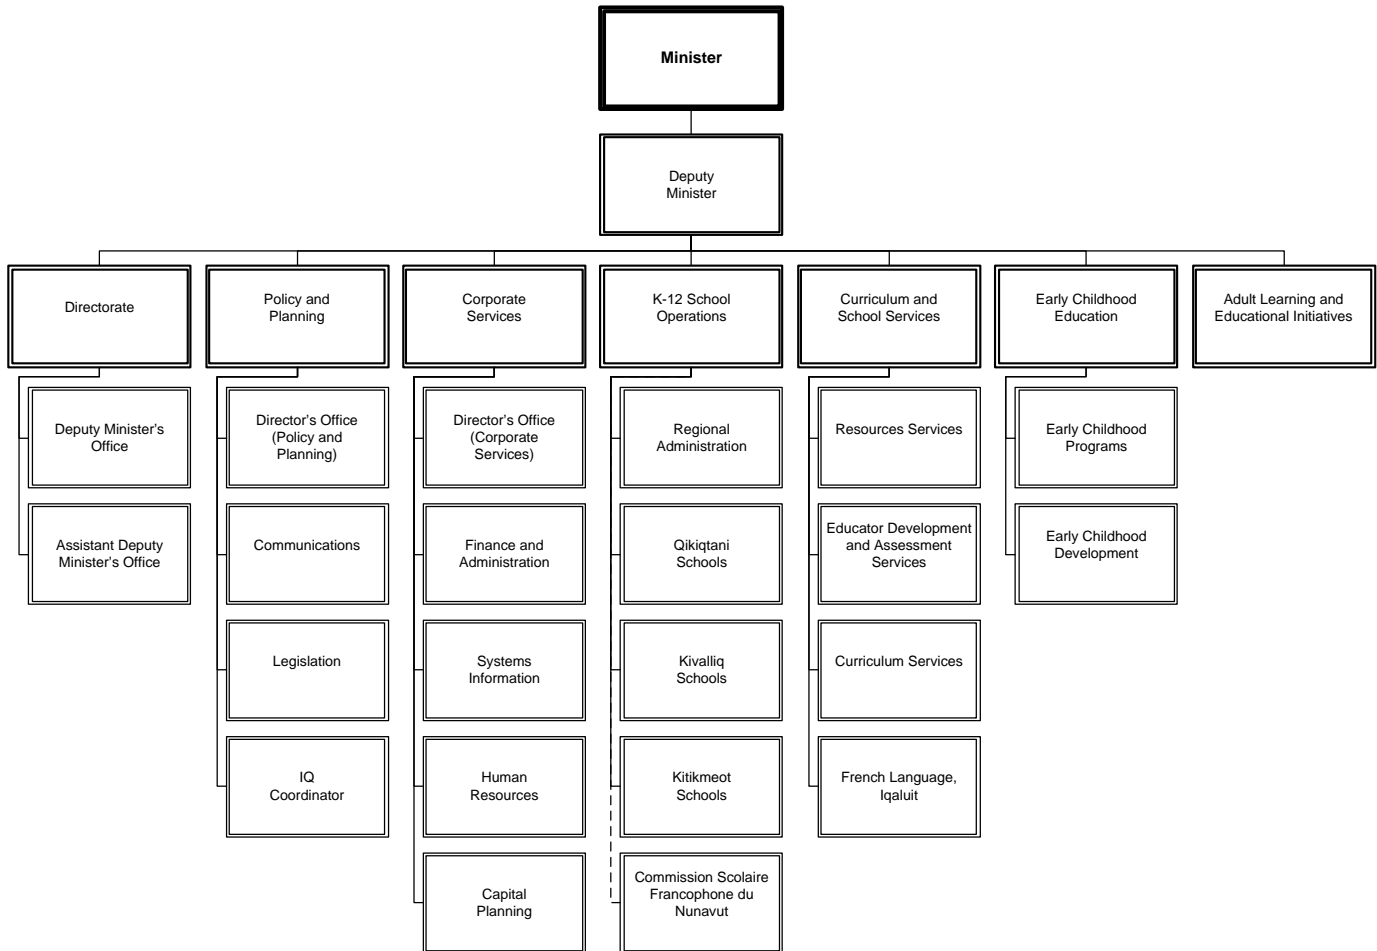 Minister
Deputy
Minister
Directorate
Policy and
Planning
Corporate
Services
K-12 School
Operations
Curriculum and
School Services
Early Childhood
Education
Adult Learning and
Educational Initiatives
Deputy Minister's
Office
Director's Office
(Policy and
Planning)
Director's Office
(Corporate
Services)
Regional
Administration
Resources Services
Early Childhood
Programs
Assistant Deputy
Minister's Office
Communications
Finance and
Administration
Qikiqtani
Schools
Educator Development
and Assessment
Services
Early Childhood
Development
Legislation
Systems
Information
Kivalliq
Schools
Curriculum Services
IQ
Coordinator
Human
Resources
Kitikmeot
Schools
French Language,
Iqaluit
Capital
Planning
Commission Scolaire
Francophone du
Nunavut